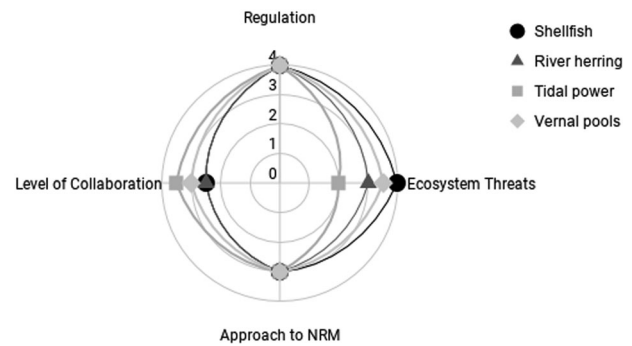 Regulation
4
3
2
1
0
Level of Collaboration
Ecosystem Threats
Approach to NRM
Shellfish
River herring
Tidal power
Vernal pools